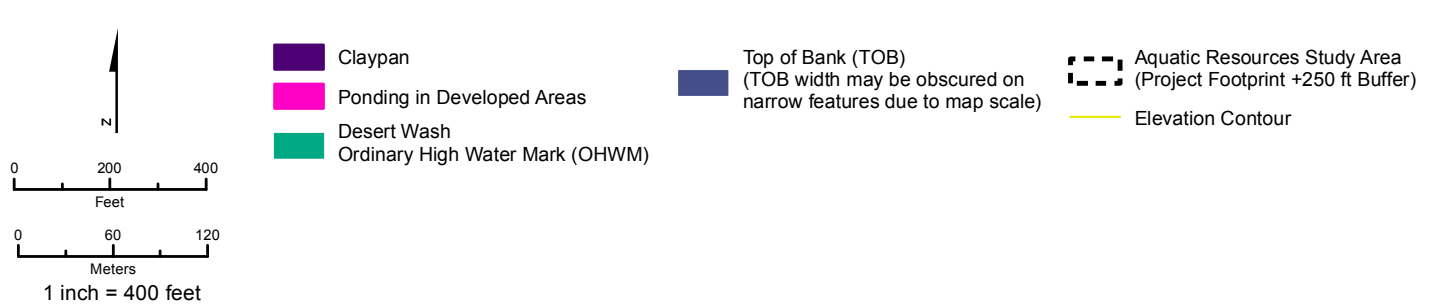 N
0 200 400
Feet
0 60 120
Meters
1 inch = 400 feet
Claypan
Ponding in Developed Areas
Desert Wash
Ordinary High Water Mark (OHWM)
Top of Bank (TOB)
(TOB width may be obscured on
narrow features due to map scale)
Aquatic Resources Study Area
(Project Footprint +250 ft Buffer)
Elevation Contour